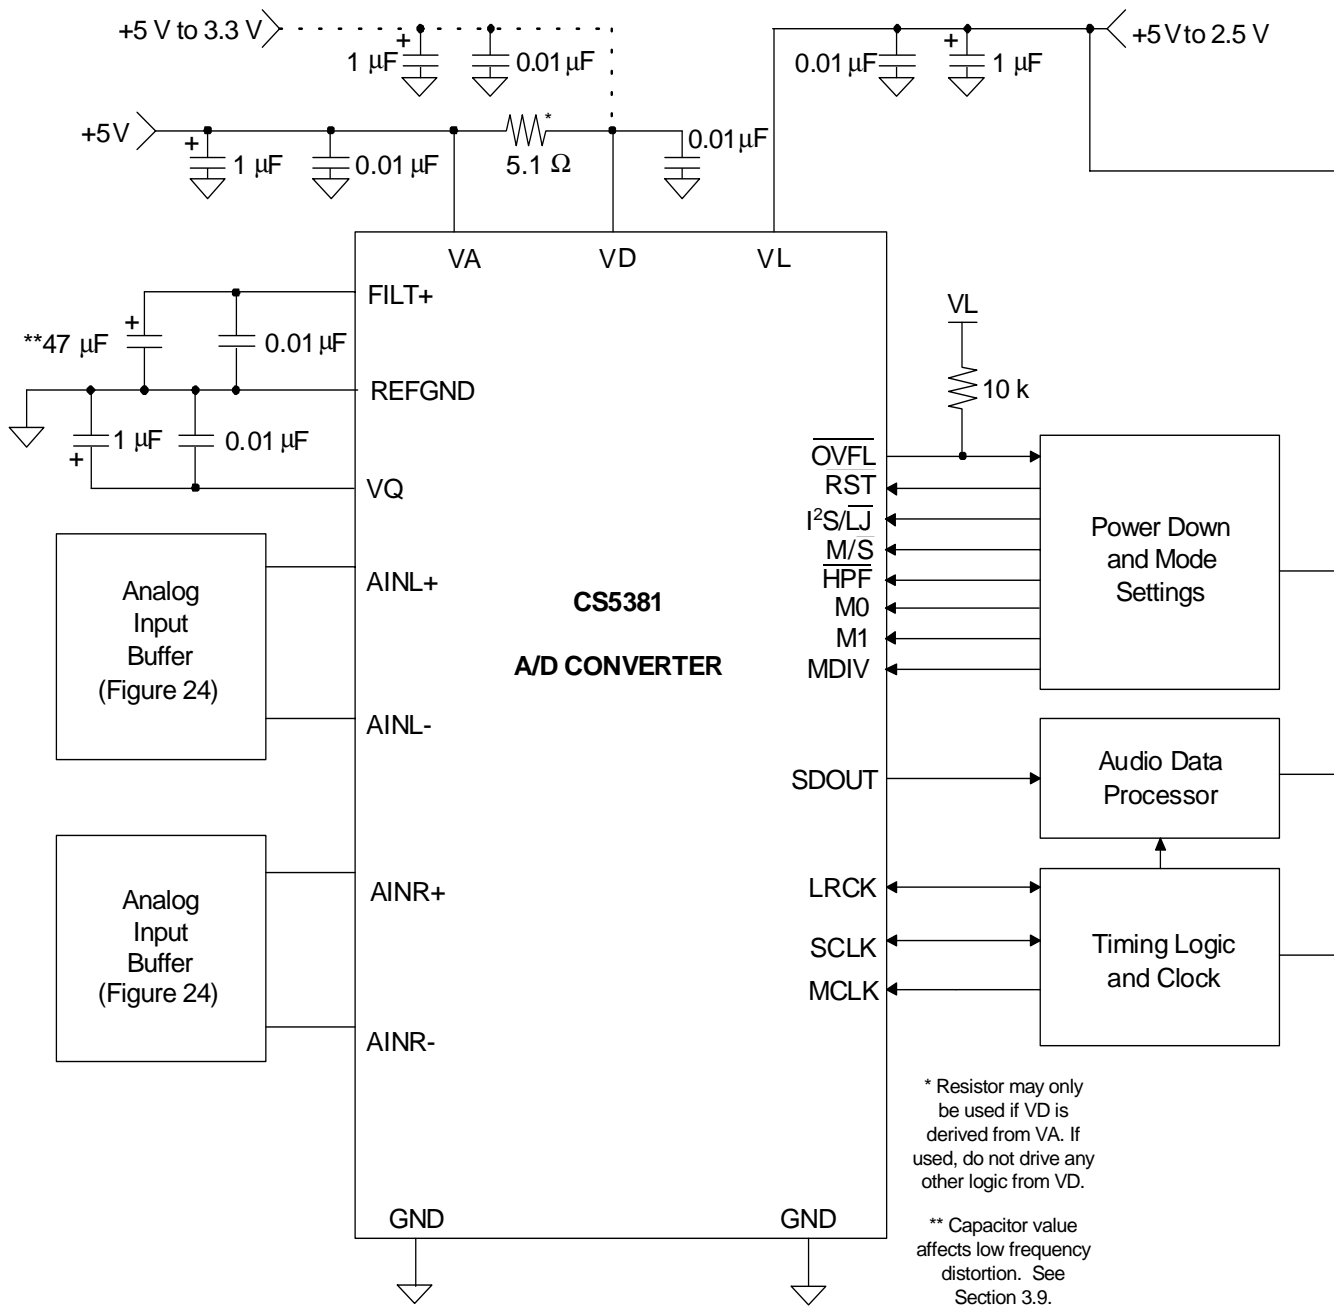 +5 V to 3.3 V
+
1 µF
0.01 µF
0.01 µF
+
1 µF
+5 V to 2.5 V
+5 V
+
1 µF
0.01 µF
*
5.1 Ω
0.01 µF
VA
VD
VL
FILT+
+
**47 µF
0.01 µF
REFGND
1 µF
+
0.01 µF
VQ
VL
10 k
OVFL
RST
I²S/LJ
M/S
HPF
M0
M1
MDIV
Power Down
and Mode
Settings
Analog
Input
Buffer
(Figure 24)
AINL+
AINL-
CS5381
A/D CONVERTER
SDOUT
Audio Data
Processor
Analog
Input
Buffer
(Figure 24)
AINR+
AINR-
LRCK
SCLK
MCLK
Timing Logic
and Clock
* Resistor may only
be used if VD is
derived from VA. If
used, do not drive any
other logic from VD.
GND
GND
** Capacitor value
affects low frequency
distortion. See
Section 3.9.